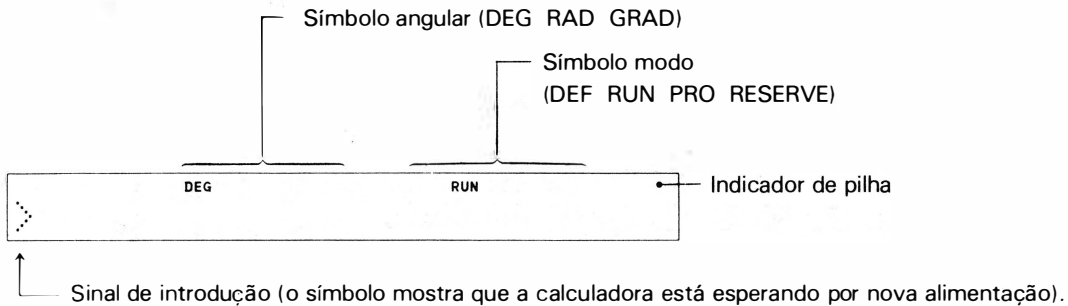 Símbolo angular (DEG RAD GRAD)
Símbolo modo
(DEF RUN PRO RESERVE)
DEG RUN
Indicador de pilha
>
Sinal de introdução (o símbolo mostra que a calculadora está esperando por nova alimentação).